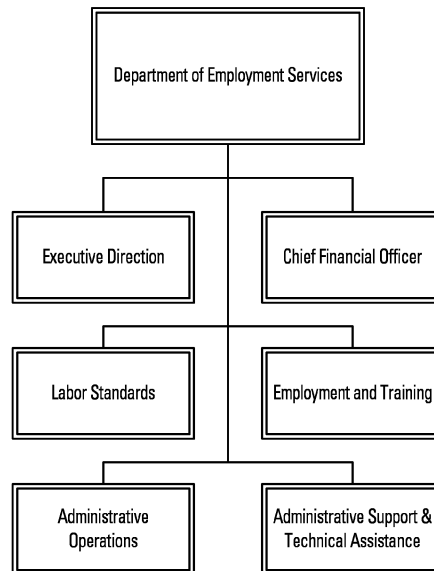 Department of Employment Services
Executive Direction
Chief Financial Officer
Labor Standards
Employment and Training
Administrative
Operations
Administrative Support &
Technical Assistance